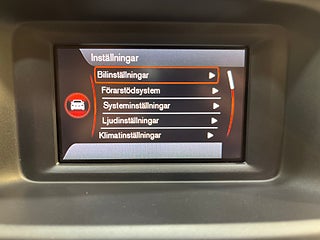 Inställningar
Bilinställningar
Förarstödsystem
Systeminställningar
Ljudinställningar
Klimatinställningar